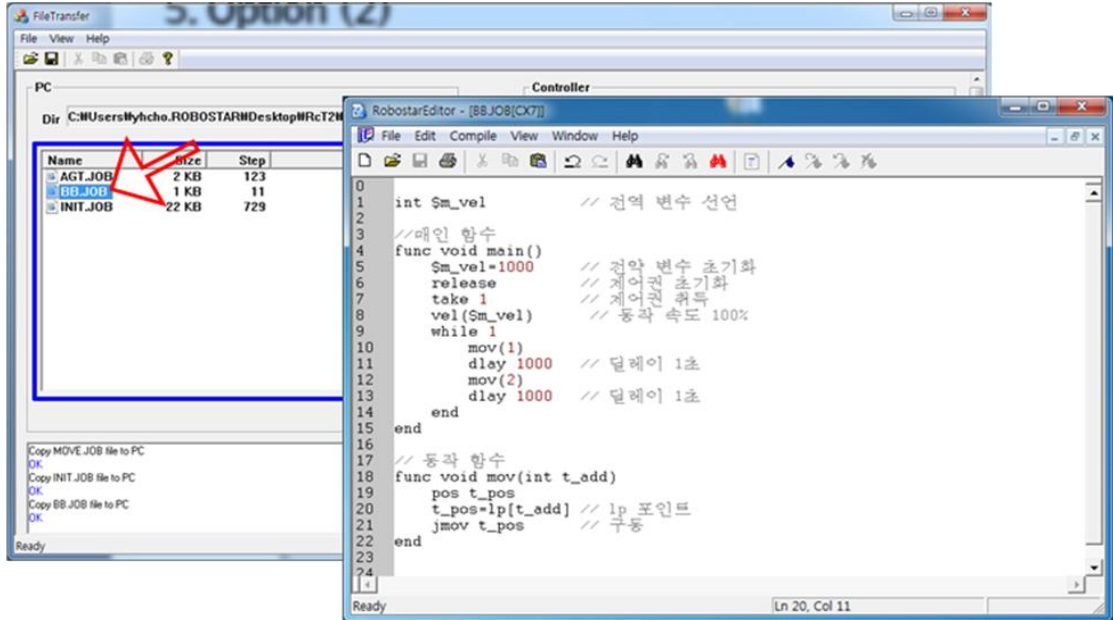 5. Option (2)
FileTransfer
File View Help
PC
Controller
Dir C:₩Users₩yhcho.ROBOSTAR₩Desktop₩RcT2₩
Name Size Step
AGT.JOB 2 KB 123
BB.JOB 1 KB 11
INIT.JOB 22 KB 729
Copy MOVE.JOB file to PC
OK
Copy INIT.JOB file to PC
OK
Copy BB.JOB file to PC
OK
Ready
RobostarEditor - [BB.JOB[CX7]]
File Edit Compile View Window Help
0
1 int $m_vel // 전역 변수 선언
2
3 //매인 함수
4 func void main()
5 $m_vel=1000 // 전약 변수 초기화
6 release // 제어권 초기화
7 take 1 // 제어권 취득
8 vel($m_vel) // 동작 속도 100%
9 while 1
10 mov(1)
11 dlay 1000 // 딜레이 1초
12 mov(2)
13 dlay 1000 // 딜레이 1초
14 end
15 end
16
17 // 동작 함수
18 func void mov(int t_add)
19 pos t_pos
20 t_pos=lp[t_add] // lp 포인트
21 jmov t_pos // 구동
22 end
23
24
Ready
Ln 20, Col 11